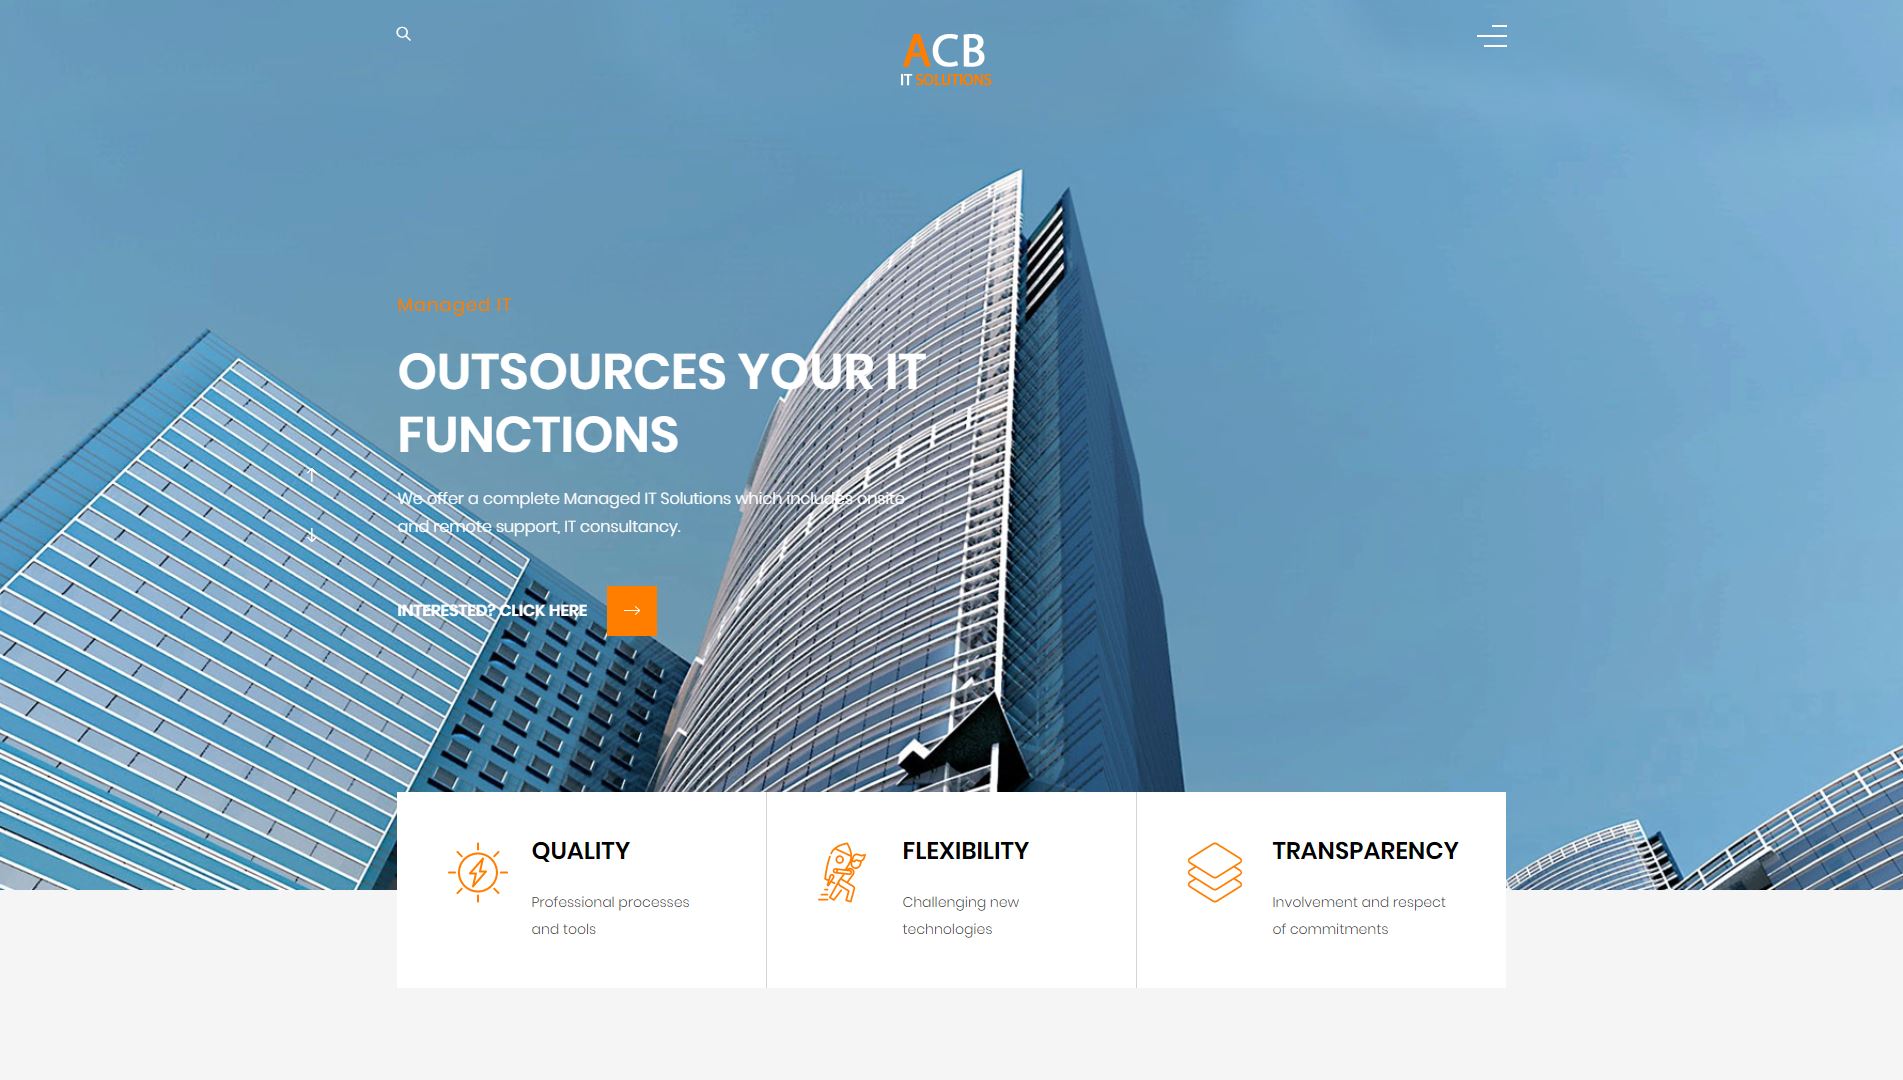 ACB
IT SOLUTIONS
Managed IT
OUTSOURCES YOUR IT
FUNCTIONS
We offer a complete Managed IT Solutions which includes onsite
and remote support, IT consultancy.
INTERESTED? CLICK HERE
QUALITY
Professional processes
and tools
FLEXIBILITY
Challenging new
technologies
TRANSPARENCY
Involvement and respect
of commitments